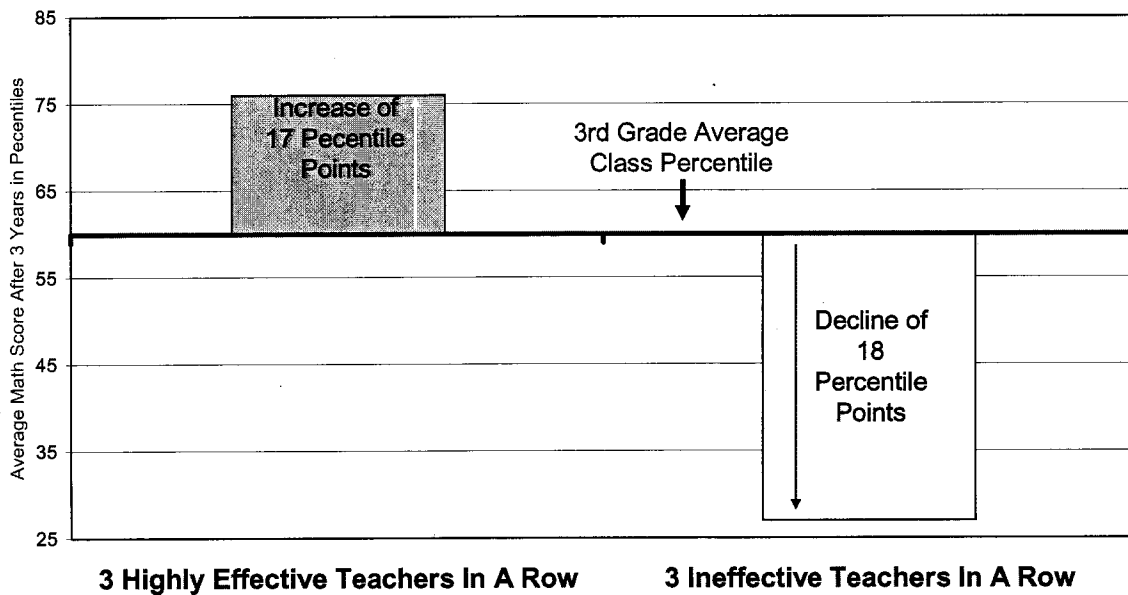 Average Math Score After 3 Years in Pecentiles
85
75
65
55
45
35
25
Increase of
17 Pecentile
Points
3rd Grade Average
Class Percentile
Decline of
18
Percentile
Points
3 Highly Effective Teachers In A Row
3 Ineffective Teachers In A Row